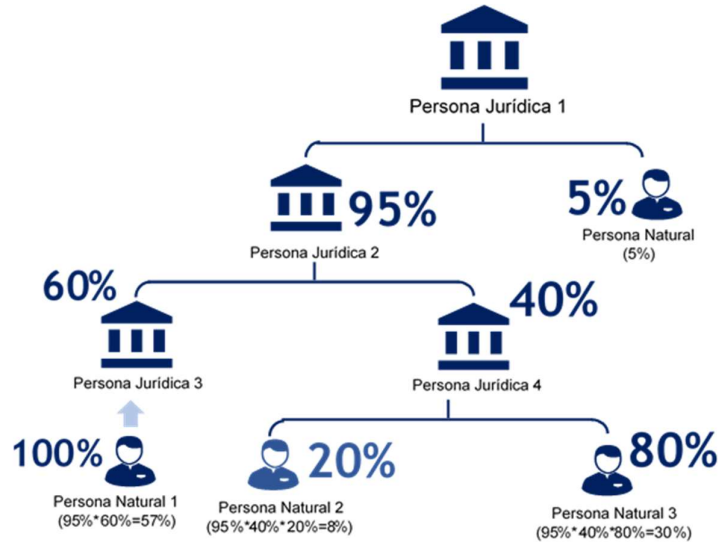 Persona Jurídica 1
95%
Persona Jurídica 2
5%
Persona Natural
(5%)
60%
Persona Jurídica 3
40%
Persona Jurídica 4
100%
Persona Natural 1
(95%*60%=57%)
20%
Persona Natural 2
(95%*40%*20%=8%)
80%
Persona Natural 3
(95%*40%*80%=30%)